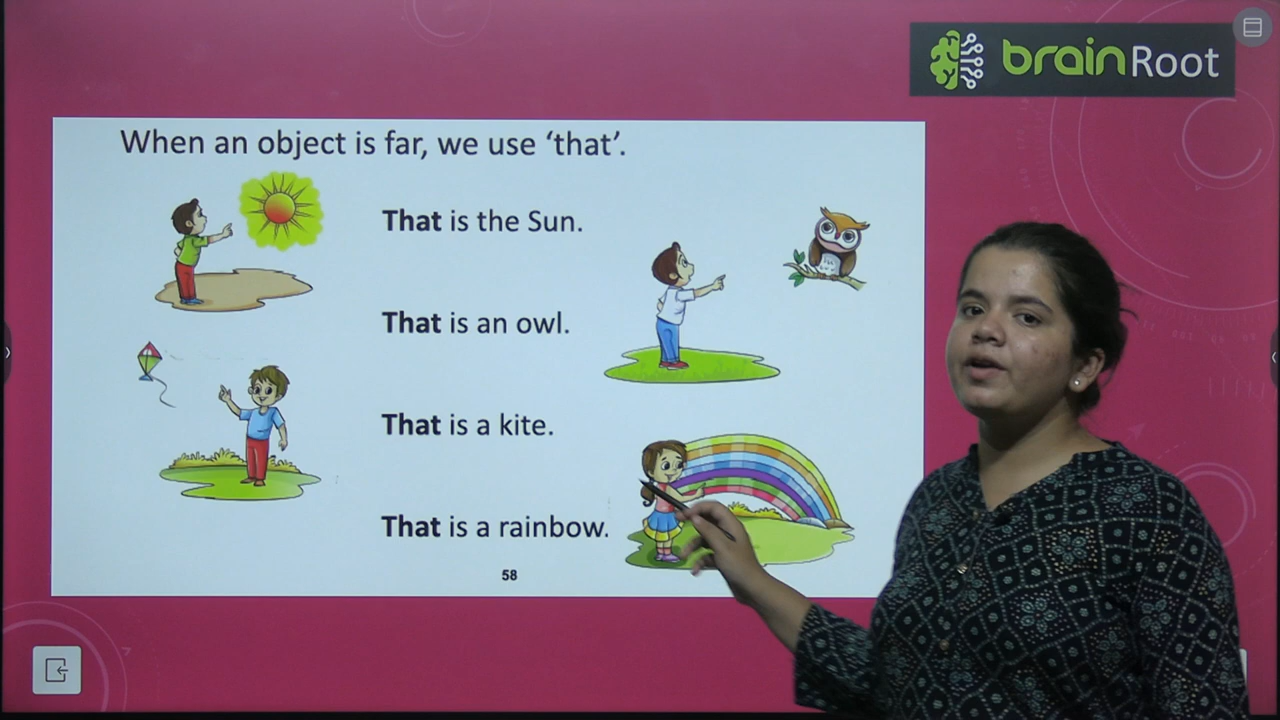 brainRoot
When an object is far, we use ‘that’.
That is the Sun.
That is an owl.
That is a kite.
That is a rainbow.
58